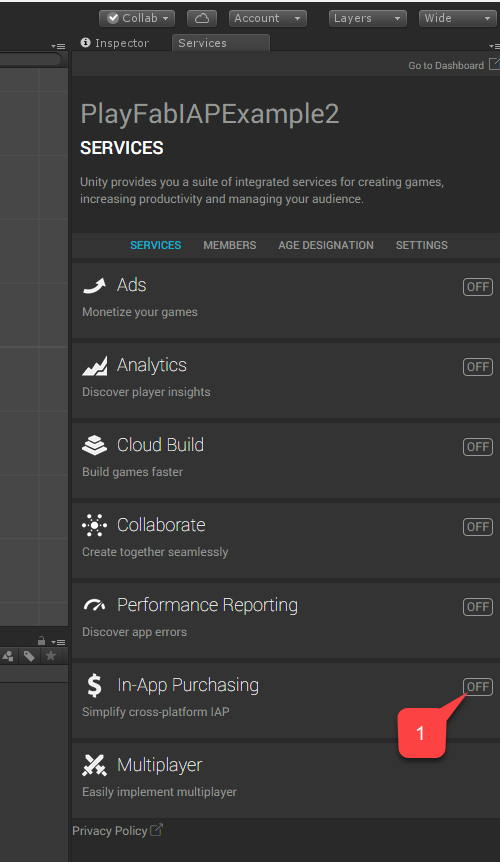 Collab
Account
Layers
Wide
Inspector
Services
Go to Dashboard
PlayFabIAPExample2
SERVICES
Unity provides you a suite of integrated services for creating games,
increasing productivity and managing your audience.
SERVICES
MEMBERS
AGE DESIGNATION
SETTINGS
Ads
OFF
Monetize your games
Analytics
OFF
Discover player insights
Cloud Build
OFF
Build games faster
Collaborate
OFF
Create together seamlessly
Performance Reporting
OFF
Discover app errors
In-App Purchasing
OFF
Simplify cross-platform IAP
1
Multiplayer
Easily implement multiplayer
Privacy Policy